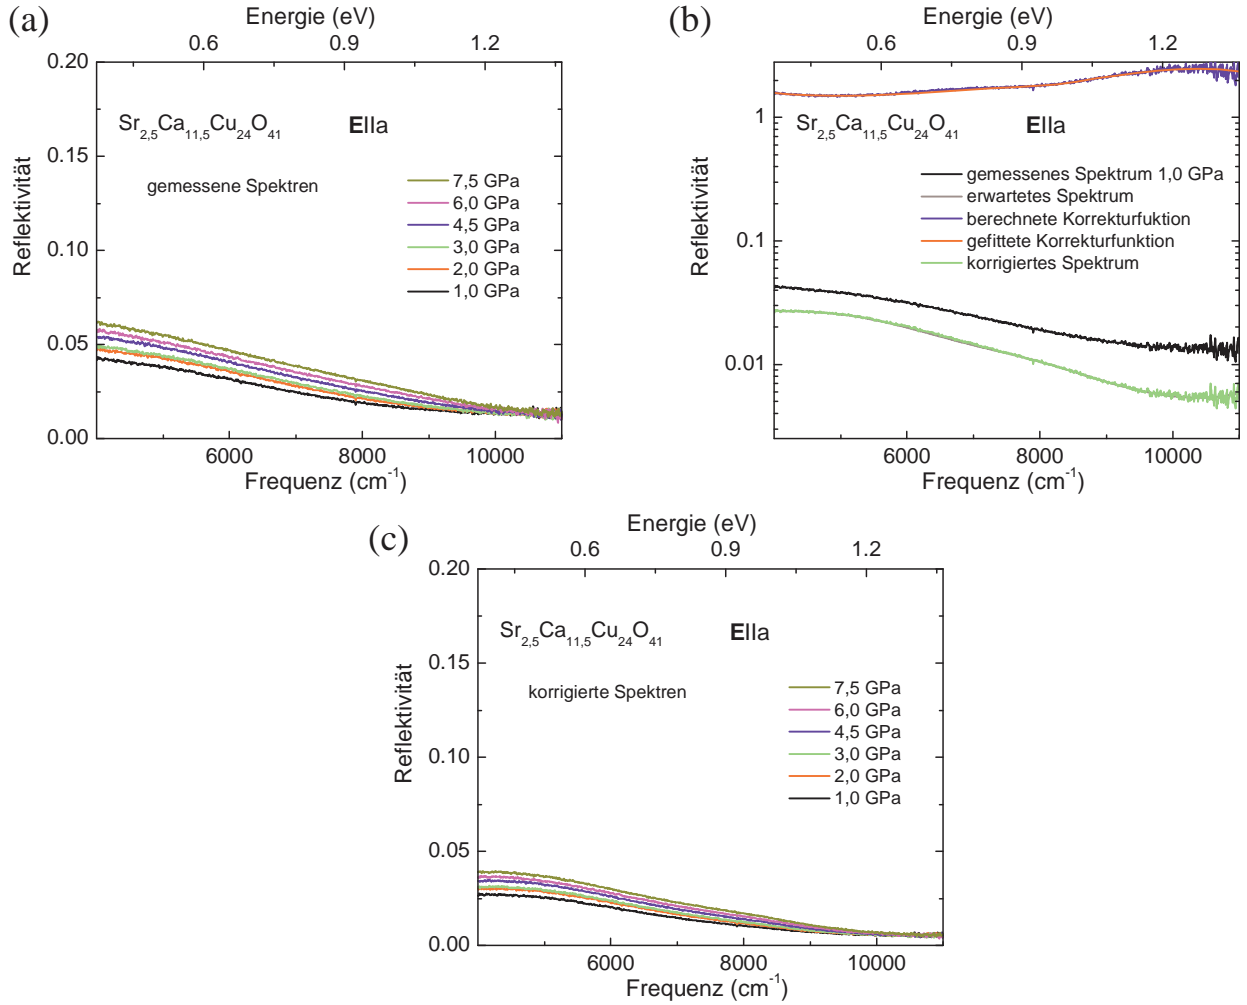 (a)
Energie (eV)
0.6 0.9 1.2
0.20
0.15
0.10
0.05
0.00
Reflektivität
Sr2,5Ca11,5Cu24O41 EIIa
gemessene Spektren
7,5 GPa
6,0 GPa
4,5 GPa
3,0 GPa
2,0 GPa
1,0 GPa
6000 8000 10000
Frequenz (cm-1)
(b)
Energie (eV)
0.6 0.9 1.2
1
0.1
0.01
Reflektivität
Sr2,5Ca11,5Cu24O41 EIIa
gemessenes Spektrum 1,0 GPa
erwartetes Spektrum
berechnete Korrekturfuktion
gefittete Korrekturfunktion
korrigiertes Spektrum
6000 8000 10000
Frequenz (cm-1)
(c)
Energie (eV)
0.6 0.9 1.2
0.20
0.15
0.10
0.05
0.00
Reflektivität
Sr2,5Ca11,5Cu24O41 EIIa
korrigierte Spektren
7,5 GPa
6,0 GPa
4,5 GPa
3,0 GPa
2,0 GPa
1,0 GPa
6000 8000 10000
Frequenz (cm-1)